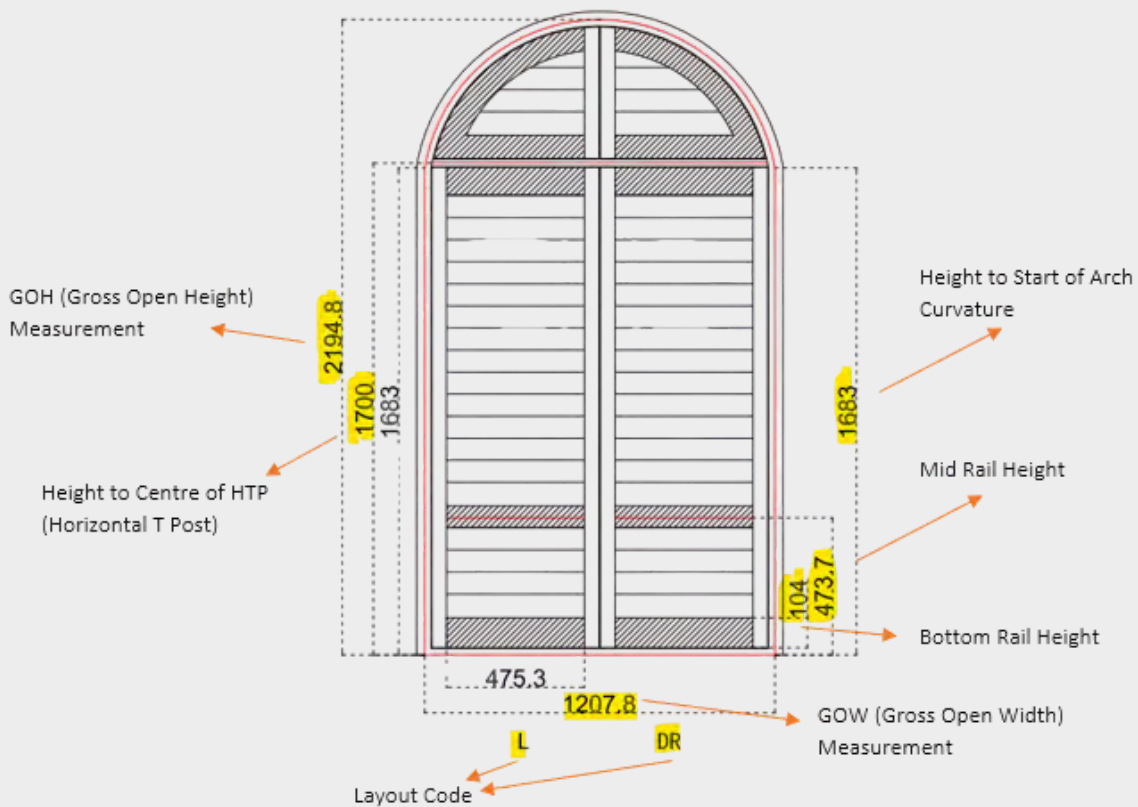 GOH (Gross Open Height)
Measurement
2194.8
1700
1683
Height to Centre of HTP
(Horizontal T Post)
Height to Start of Arch
Curvature
1683
Mid Rail Height
104
473.7
Bottom Rail Height
475.3
1207.8
GOW (Gross Open Width)
Measurement
L
DR
Layout Code